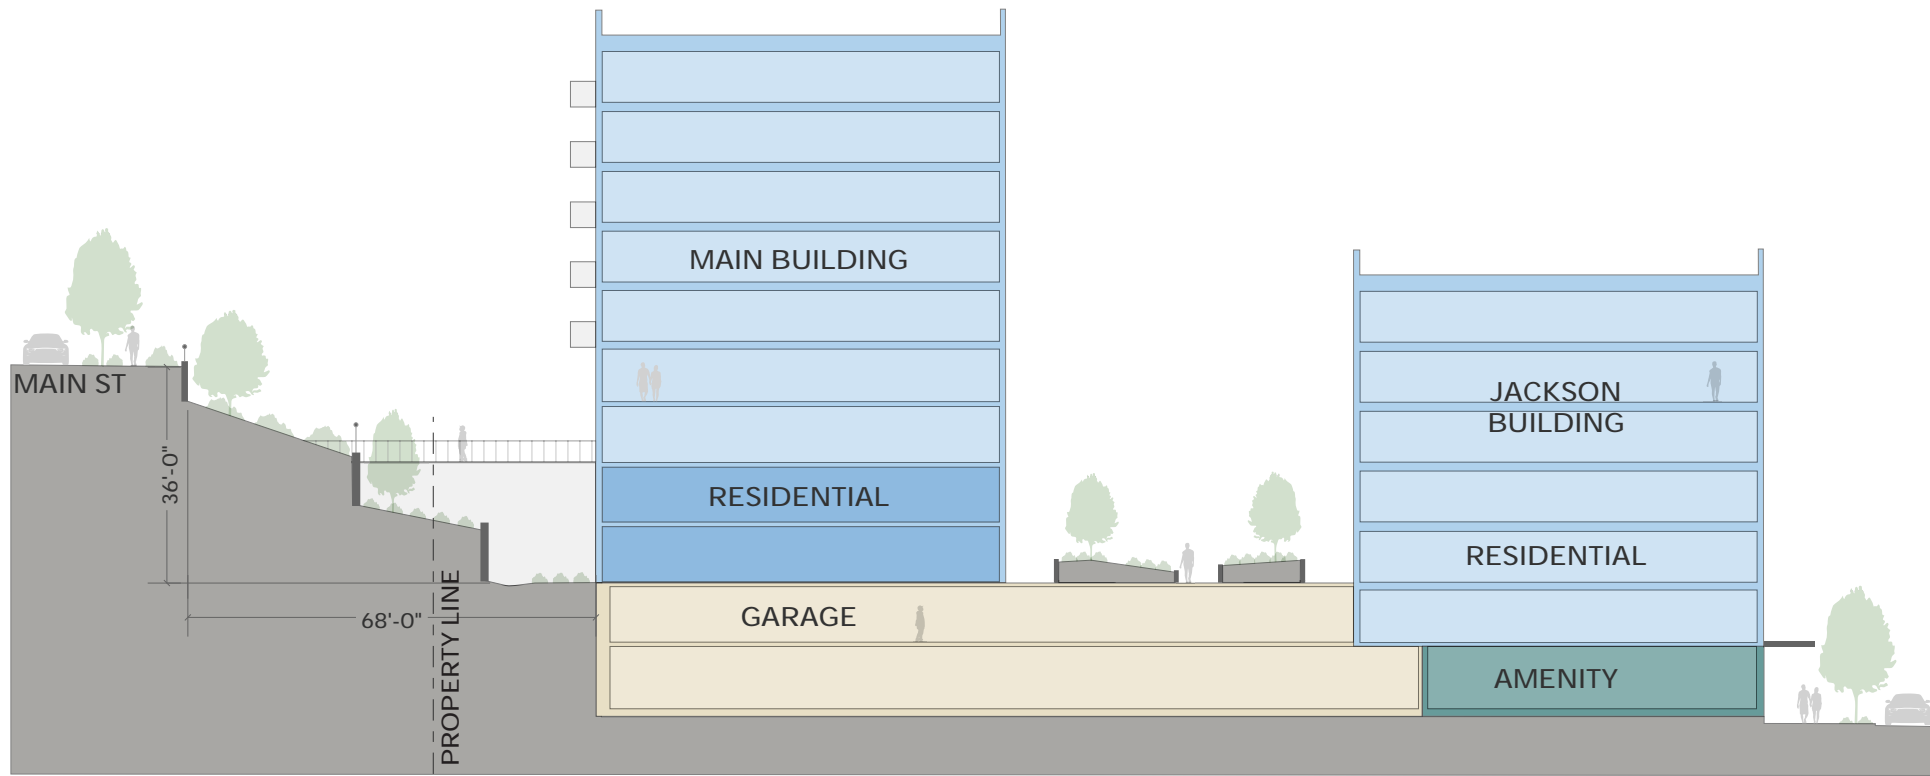 MAIN BUILDING
MAIN ST
JACKSON
BUILDING
36'-0"
RESIDENTIAL
RESIDENTIAL
GARAGE
68'-0"
PROPERTY LINE
AMENITY